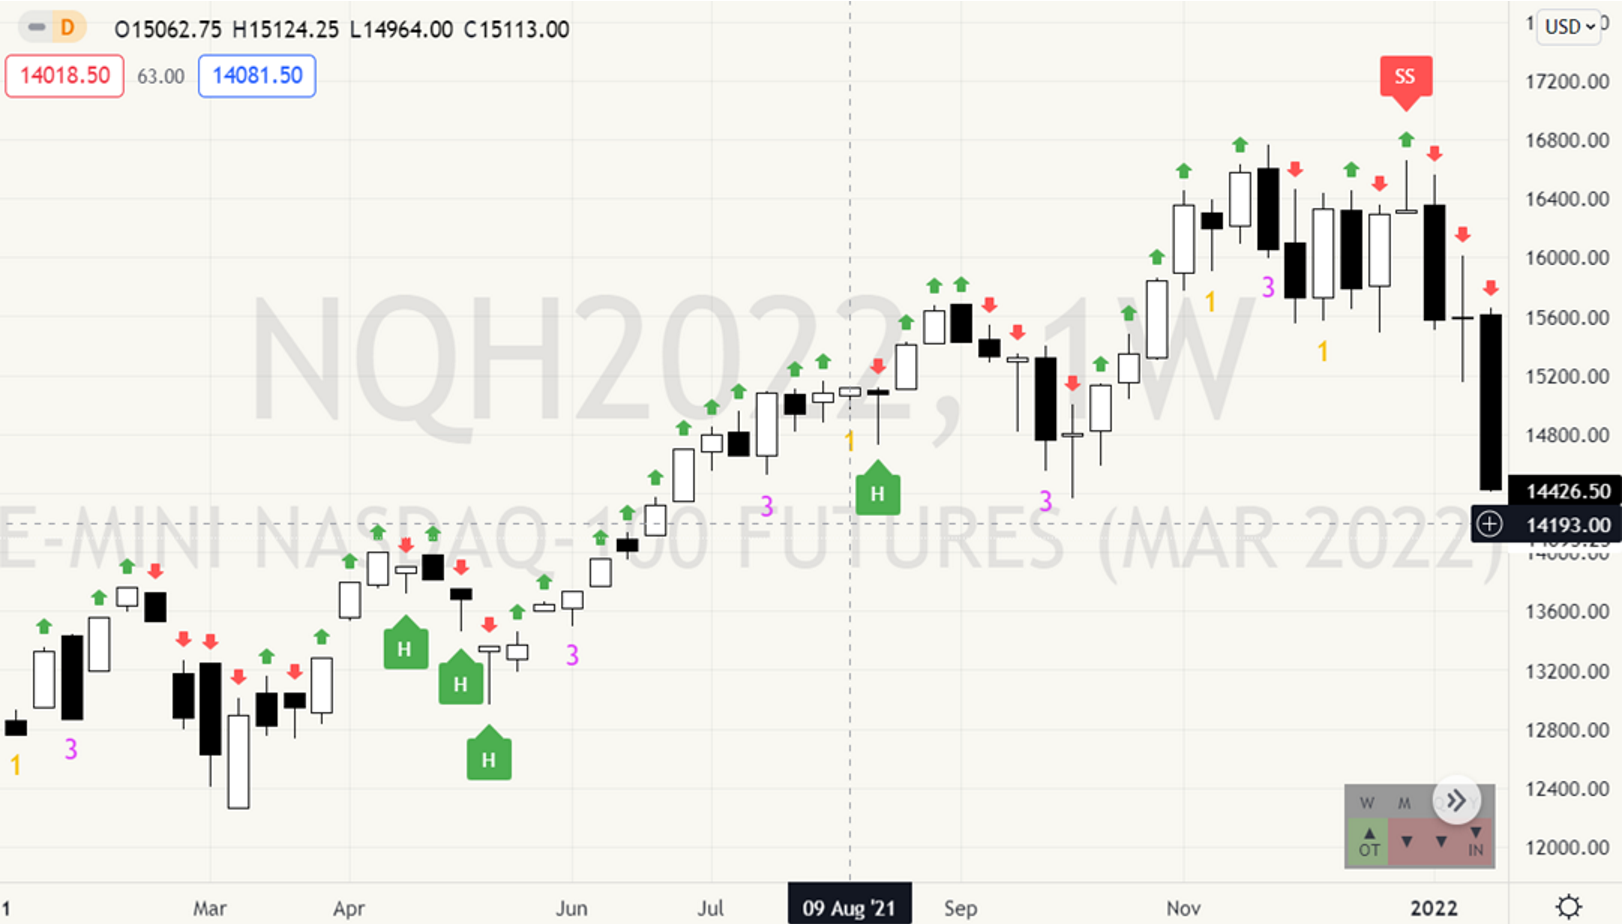 D O15062.75 H15124.25 L14964.00 C15113.00
USD
14018.50 63.00 14081.50
17200.00
SS
16800.00
16400.00
16000.00
3
1
15600.00
1
NQH2022, 1W
15200.00
14800.00
1
H
3
3
14426.50
14193.00
E-MINI NASDAQ-100 FUTURES (MAR 2022)
14000.00
13600.00
H
3
13200.00
H
12800.00
3
H
1
12400.00
W M
OT IN
12000.00
1 Mar Apr Jun Jul 09 Aug '21 Sep Nov 2022